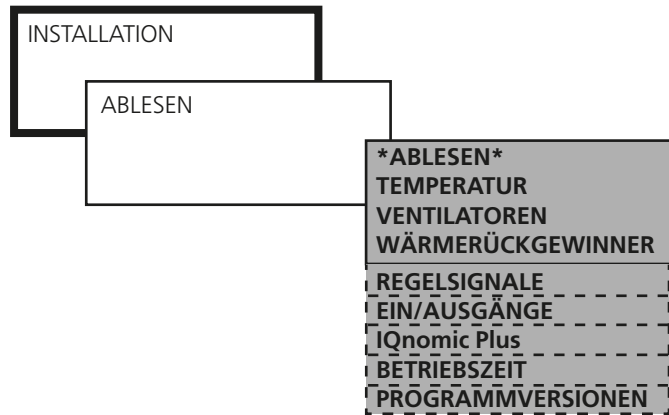 INSTALLATION
ABLESEN
*ABLESEN*
TEMPERATUR
VENTILATOREN
WÄRMERÜCKGEWINNER
REGELSIGNALE
EIN/AUSGÄNGE
IQnomic Plus
BETRIEBSZEIT
PROGRAMMVERSIONEN